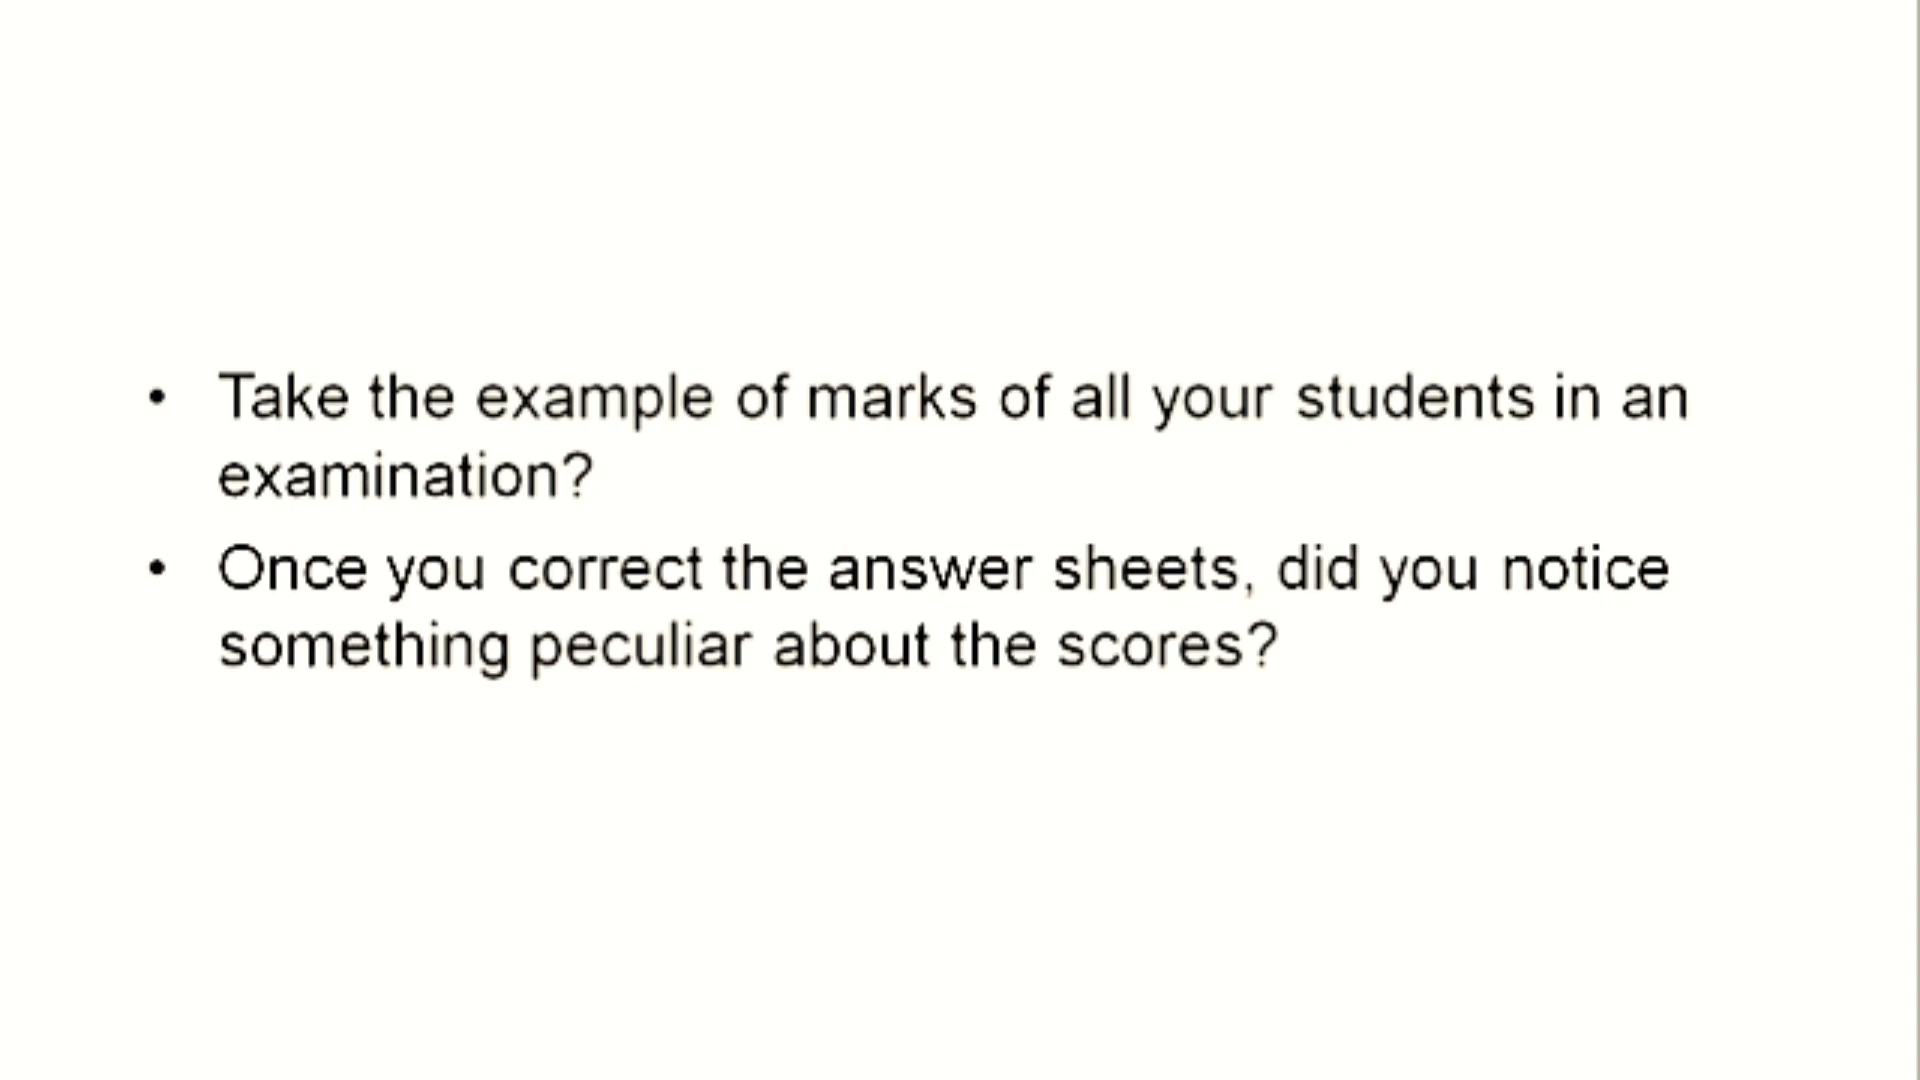 • Take the example of marks of all your students in an
examination?
• Once you correct the answer sheets, did you notice
something peculiar about the scores?